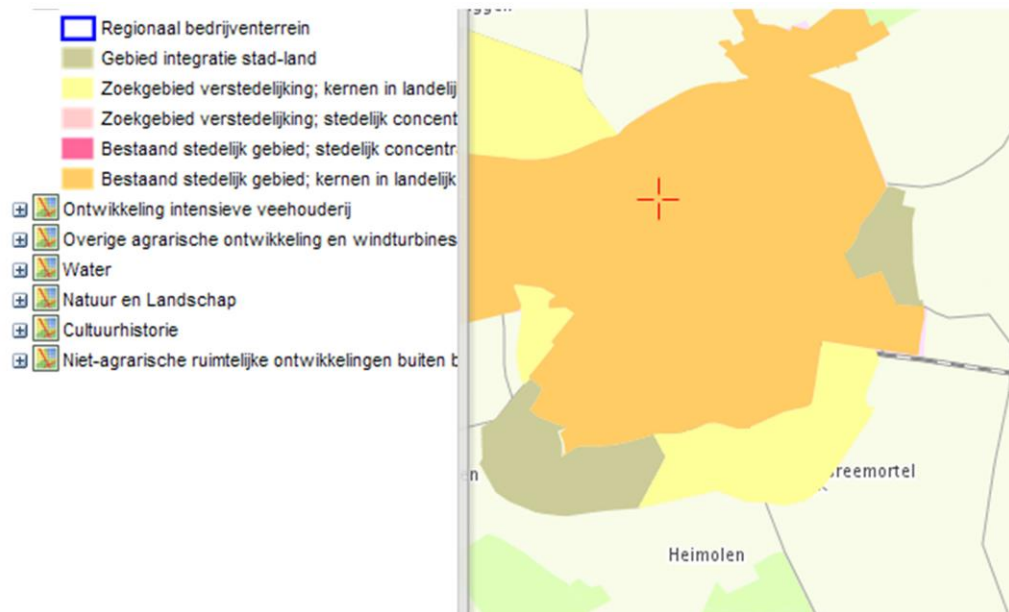 Regionaal bedrijventerrein
Gebied integratie stad-land
Zoekgebied verstedelijking; kernen in landelij
Zoekgebied verstedelijking; stedelijk concent
Bestaand stedelijk gebied; stedelijk concentr
Bestaand stedelijk gebied; kernen in landelijk
Ontwikkeling intensieve veehouderij
Overige agrarische ontwikkeling en windturbines
Water
Natuur en Landschap
Cultuurhistorie
Niet-agrarische ruimtelijke ontwikkelingen buiten b
reemortel
Heimolen